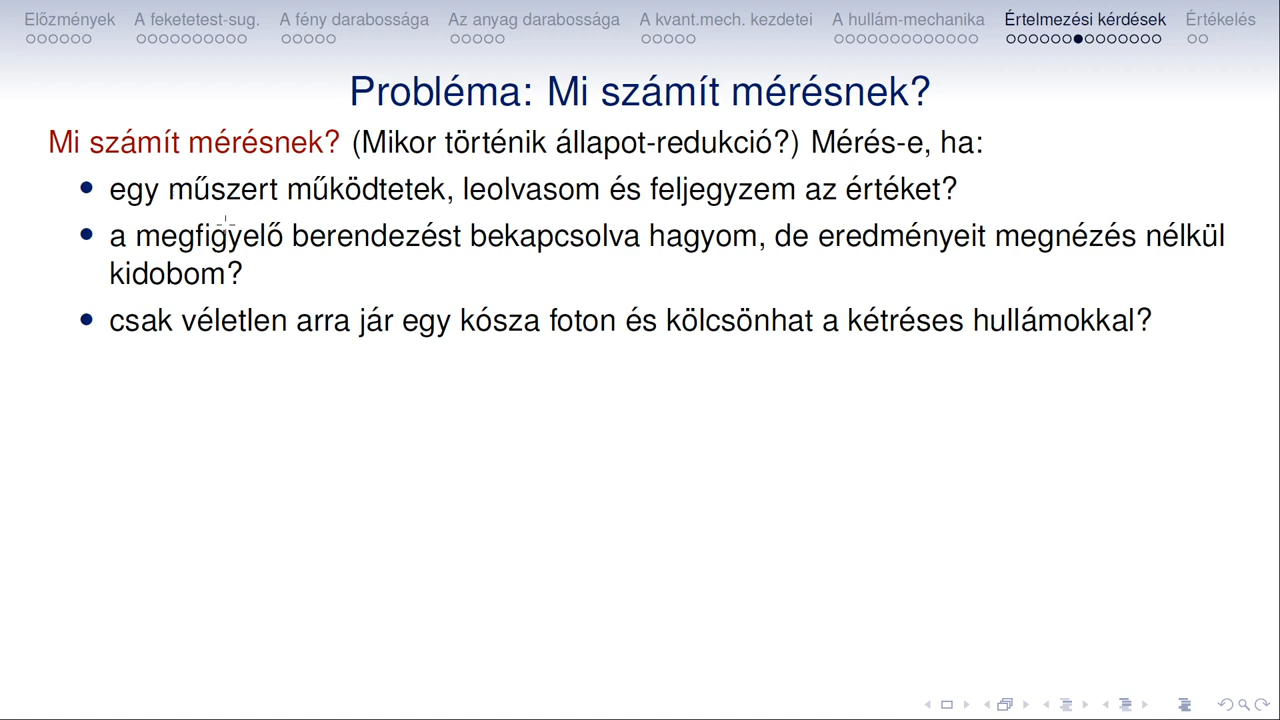 Előzmények A feketetest-sug. A fény darabossága Az anyag darabossága A kvant.mech. kezdetei A hullám-mechanika Értelmezési kérdések Értékelés
Probléma: Mi számít mérésnek?
Mi számít mérésnek? (Mikor történik állapot-redukció?) Mérés-e, ha:
egy műszert működtetek, leolvasom és feljegyzem az értéket?
a megfigyelő berendezést bekapcsolva hagyom, de eredményeit megnézés nélkül
kidobom?
csak véletlen arra jár egy kósza foton és kölcsönhat a kétréses hullámokkal?